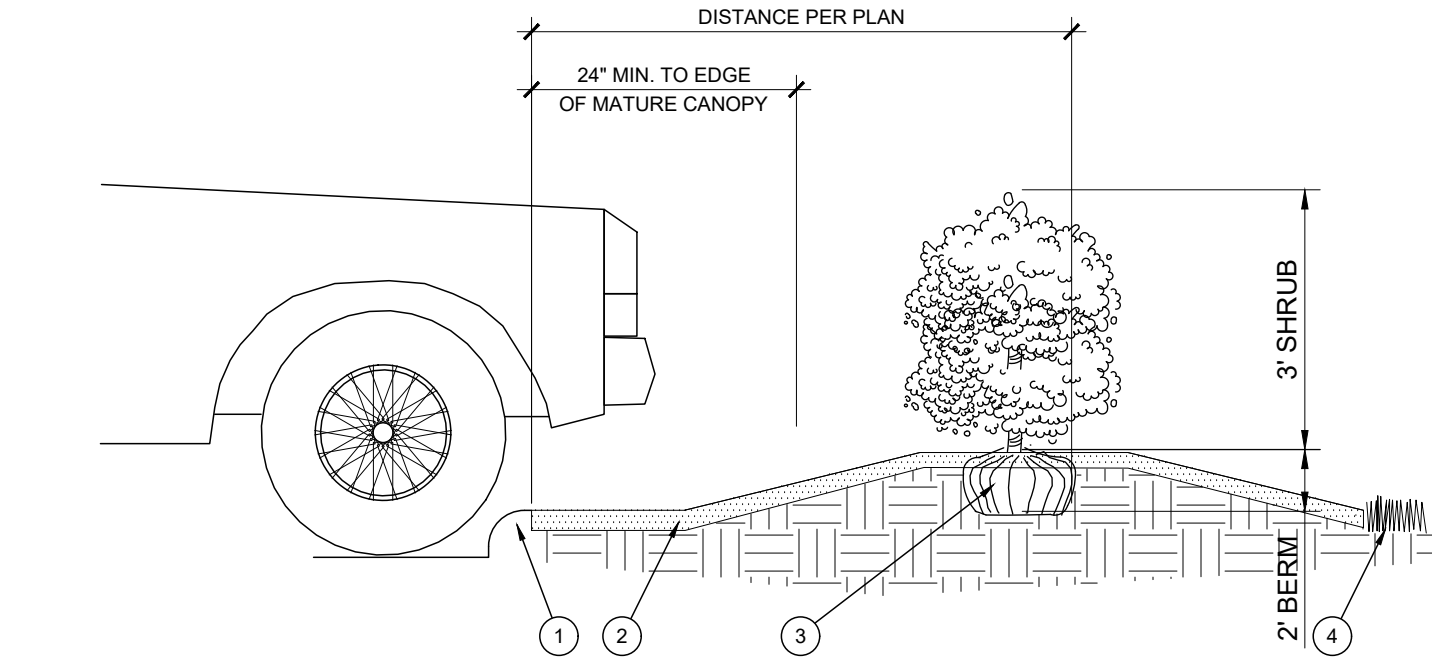 DISTANCE PER PLAN
24" MIN. TO EDGE
OF MATURE CANOPY
3' SHRUB
2' BERM
1
2
3
4